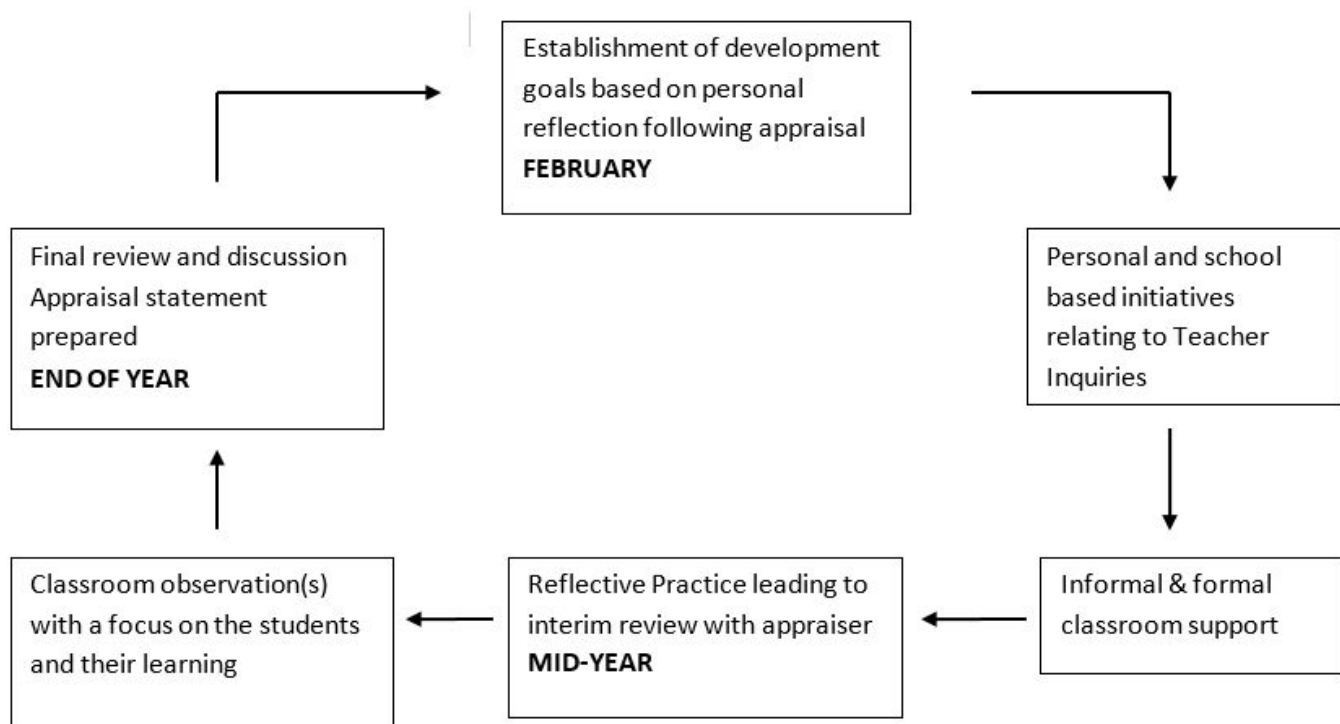 Establishment of development
goals based on personal
reflection following appraisal
FEBRUARY
Personal and school
based initiatives
relating to Teacher
Inquiries
Informal & formal
classroom support
Reflective Practice leading to
interim review with appraiser
MID-YEAR
Classroom observation(s)
with a focus on the students
and their learning
Final review and discussion
Appraisal statement
prepared
END OF YEAR